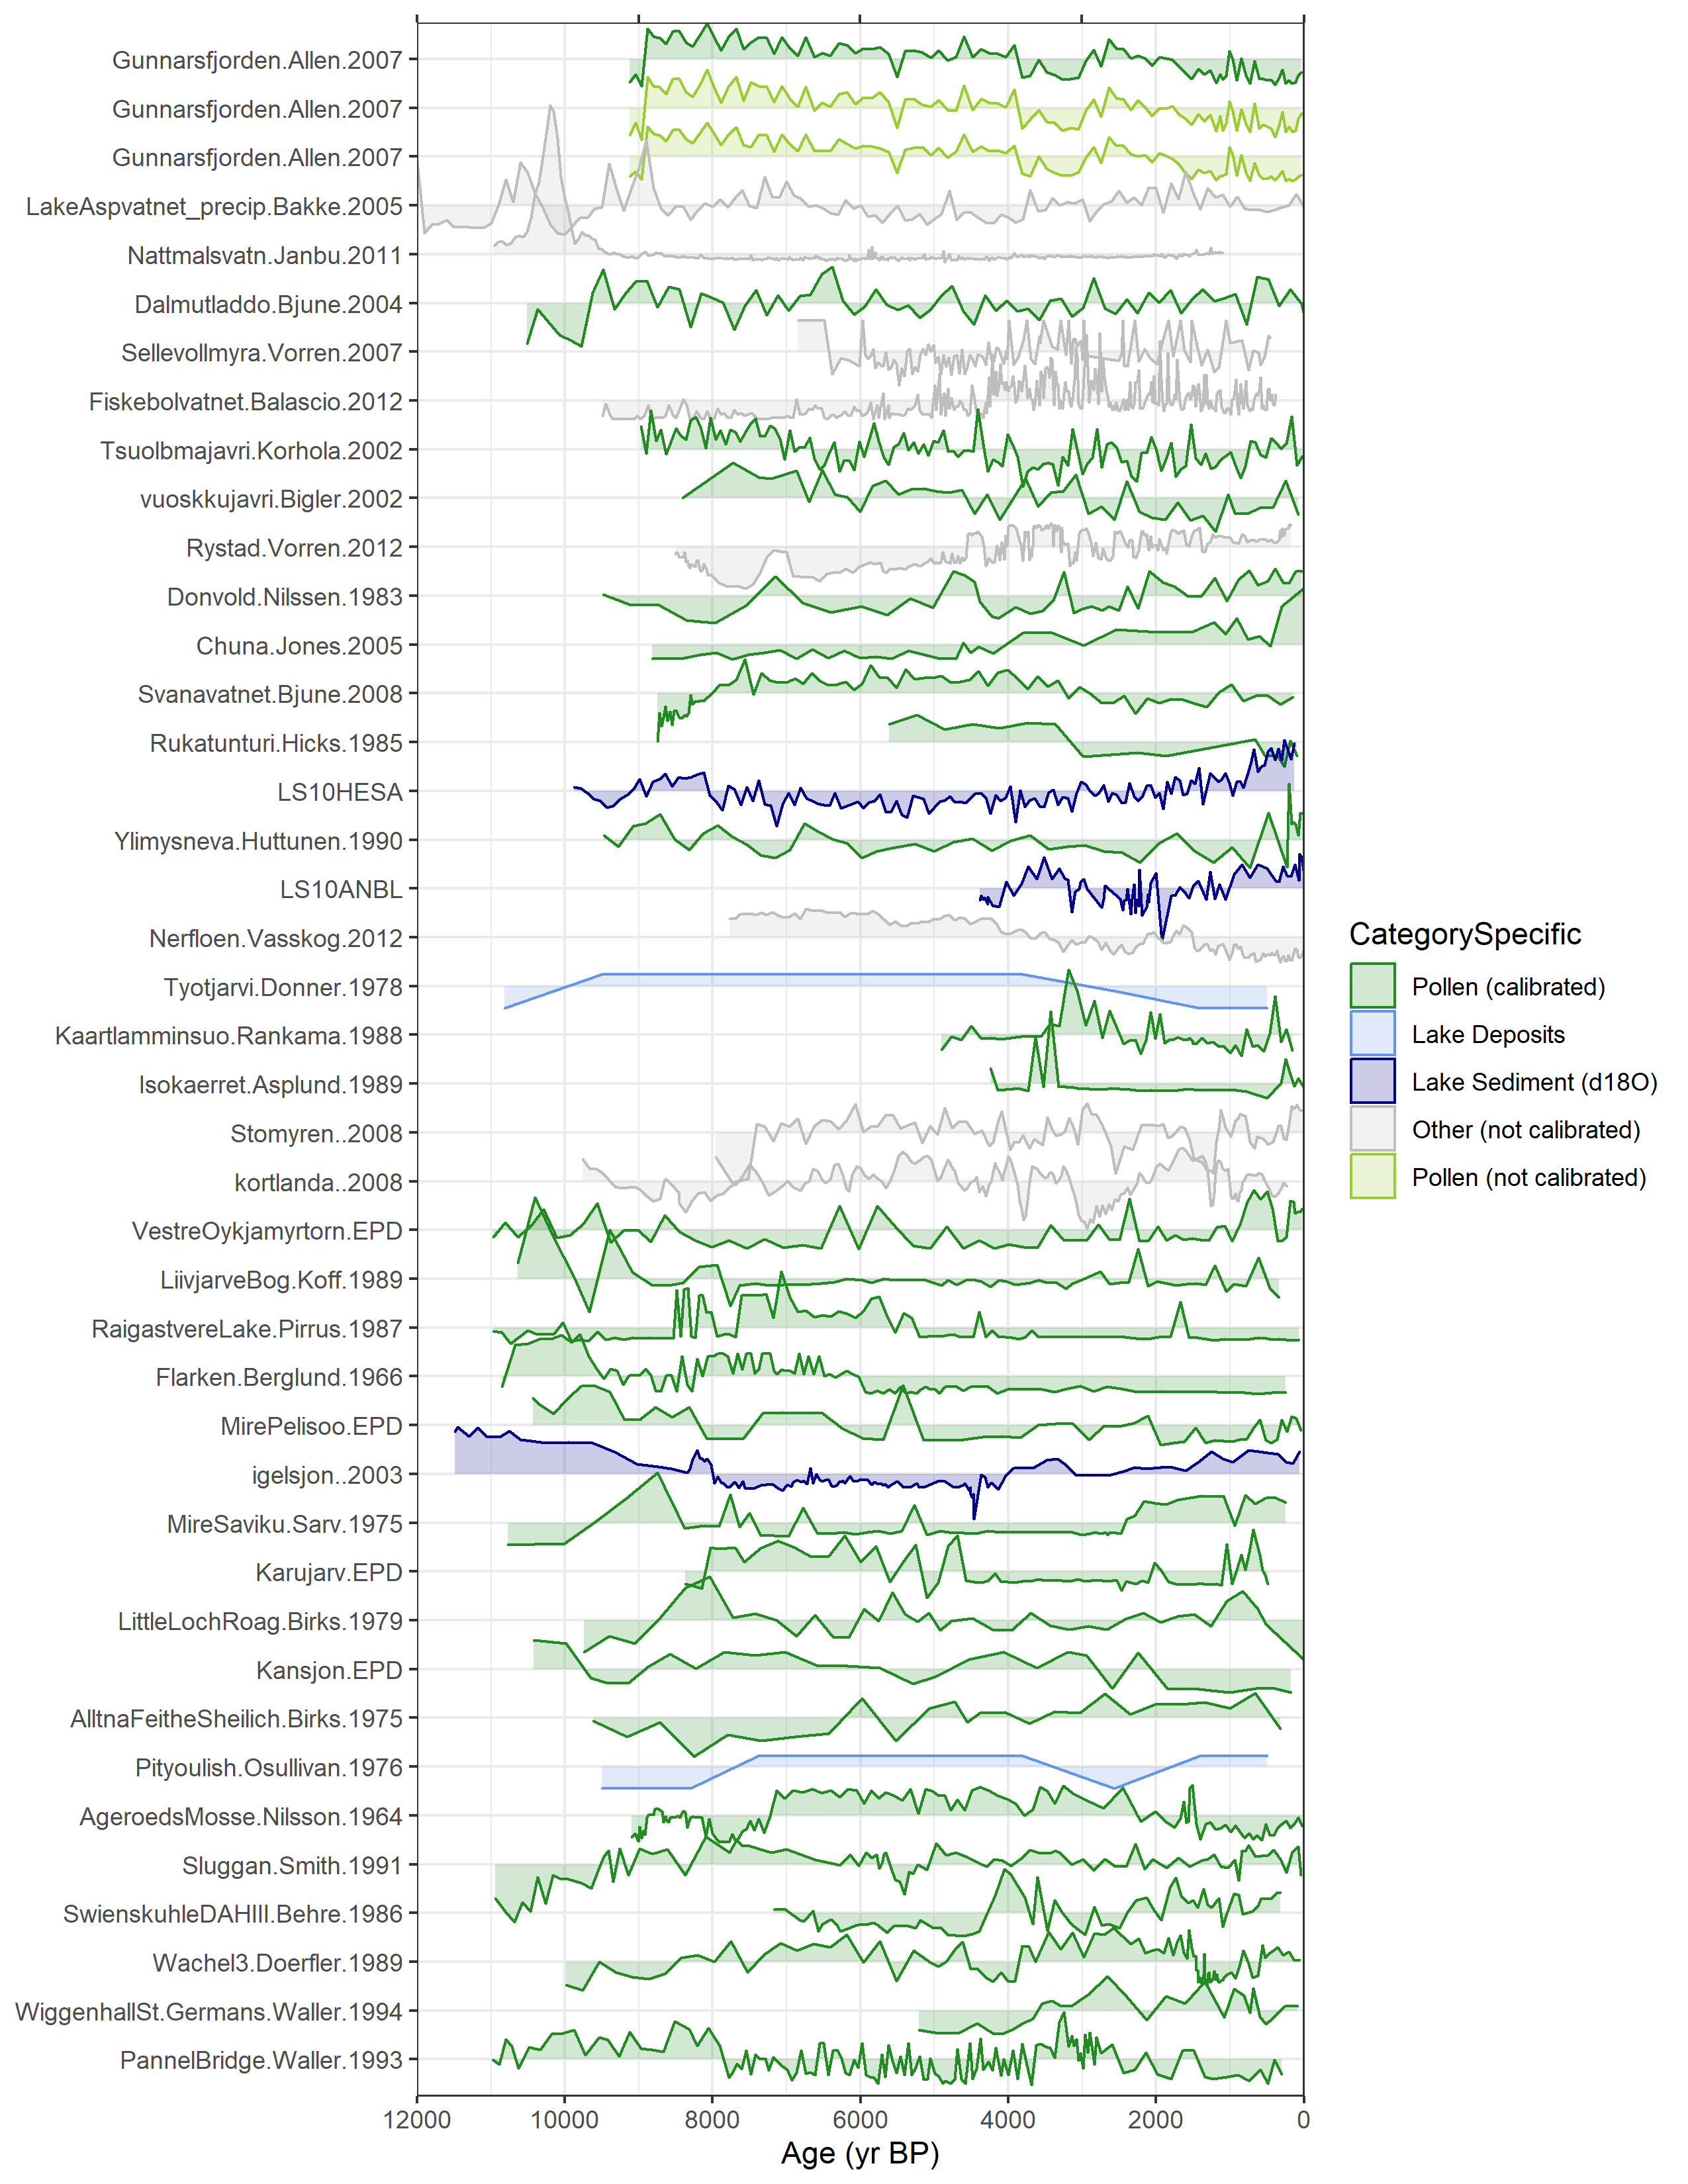 Gunnarsfjorden.Allen.2007
Gunnarsfjorden.Allen.2007
Gunnarsfjorden.Allen.2007
LakeAspvatnet_precip.Bakke.2005
Nattmalsvatn.Janbu.2011
Dalmutladdo.Bjune.2004
Sellevollmyra.Vorren.2007
Fiskebolvatnet.Balascio.2012
Tsuolbmajavri.Korhola.2002
vuoskkujavri.Bigler.2002
Rystad.Vorren.2012
Donvold.Nilssen.1983
Chuna.Jones.2005
Svanavatnet.Bjune.2008
Rukatunturi.Hicks.1985
LS10HESA
Ylimysneva.Huttunen.1990
LS10ANBL
Nerfloen.Vasskog.2012
Tyotjarvi.Donner.1978
Kaartlamminsuo.Rankama.1988
Isokaerret.Asplund.1989
Stomyren..2008
kortlanda..2008
VestreOykjamyrtorn.EPD
LiivjarveBog.Koff.1989
RaigastvereLake.Pirrus.1987
Flarken.Berglund.1966
MirePelisoo.EPD
igelsjon..2003
MireSaviku.Sarv.1975
Karujarv.EPD
LittleLochRoag.Birks.1979
Kansjon.EPD
AlltnaFeitheSheilich.Birks.1975
Pityoulish.Osullivan.1976
AgeroedsMosse.Nilsson.1964
Sluggan.Smith.1991
SwienskuhleDAHIII.Behre.1986
Wachel3.Doerfler.1989
WiggenhallSt.Germans.Waller.1994
PannelBridge.Waller.1993
12000 10000 8000 6000 4000 2000 0
Age (yr BP)
CategorySpecific
Pollen (calibrated)
Lake Deposits
Lake Sediment (d18O)
Other (not calibrated)
Pollen (not calibrated)